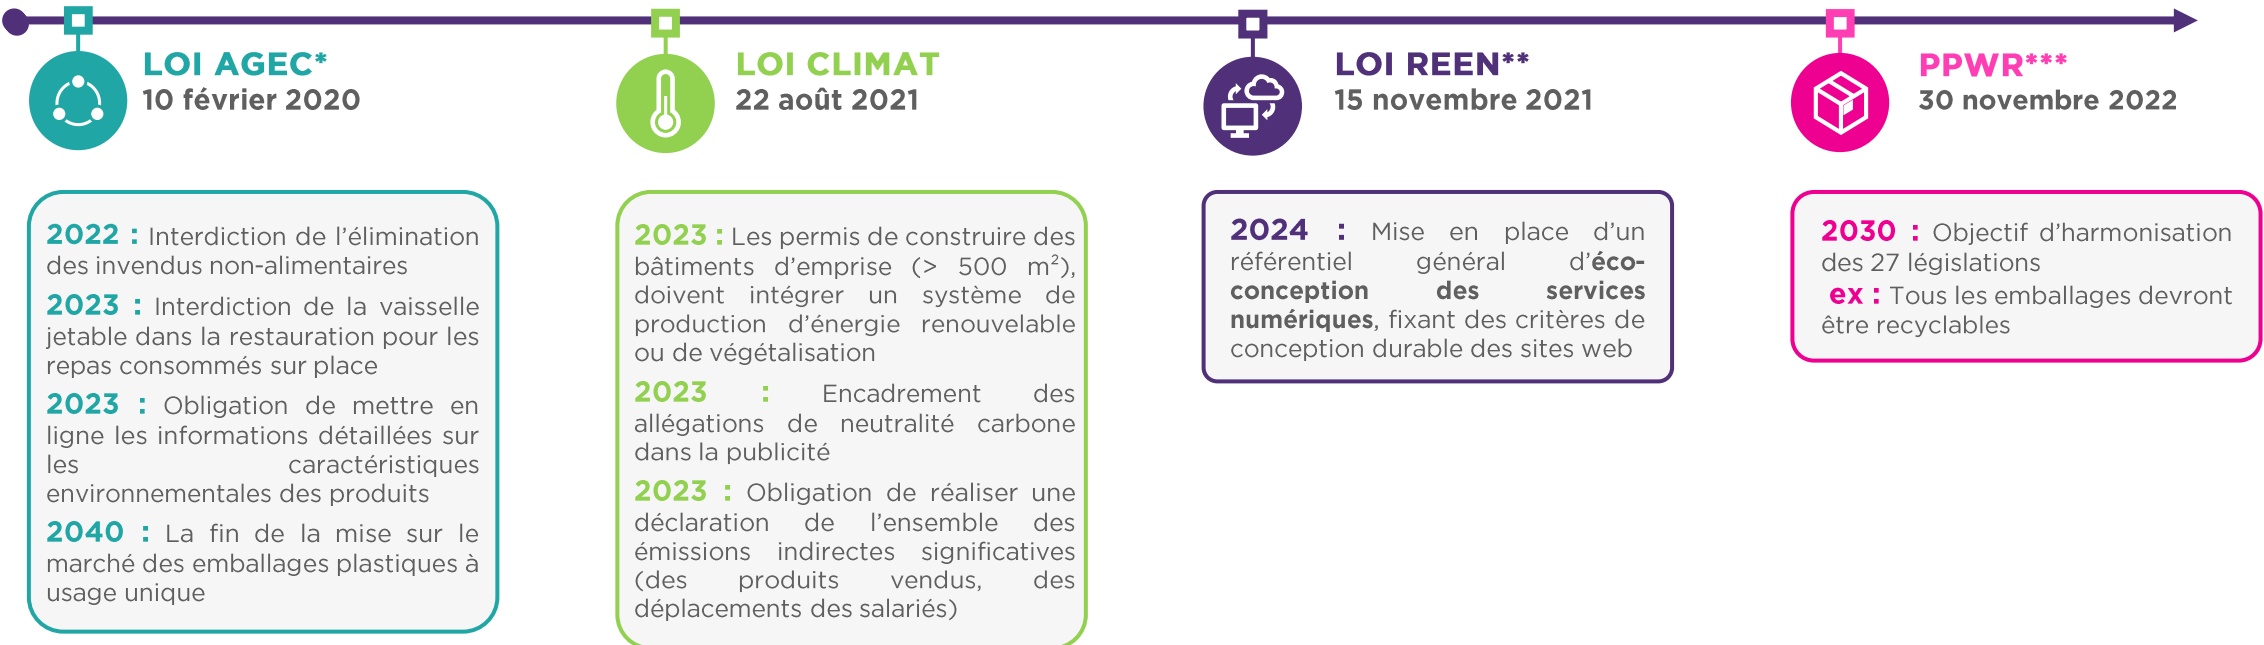 LOI AGEC*
10 février 2020
2022 : Interdiction de l’élimination
des invendus non-alimentaires
2023 : Interdiction de la vaisselle
jetable dans la restauration pour les
repas consommés sur place
2023 : Obligation de mettre en
ligne les informations détaillées sur
les caractéristiques
environnementales des produits
2040 : La fin de la mise sur le
marché des emballages plastiques à
usage unique
LOI CLIMAT
22 août 2021
2023 : Les permis de construire des
bâtiments d’emprise (> 500 m²),
doivent intégrer un système de
production d’énergie renouvelable
ou de végétalisation
2023 : Encadrement des
allégations de neutralité carbone
dans la publicité
2023 : Obligation de réaliser une
déclaration de l’ensemble des
émissions indirectes significatives
(des produits vendus, des
déplacements des salariés)
LOI REEN**
15 novembre 2021
2024 : Mise en place d’un
référentiel général d’éco-
conception des services
numériques, fixant des critères de
conception durable des sites web
PPWR***
30 novembre 2022
2030 : Objectif d’harmonisation
des 27 législations
ex : Tous les emballages devront
être recyclables